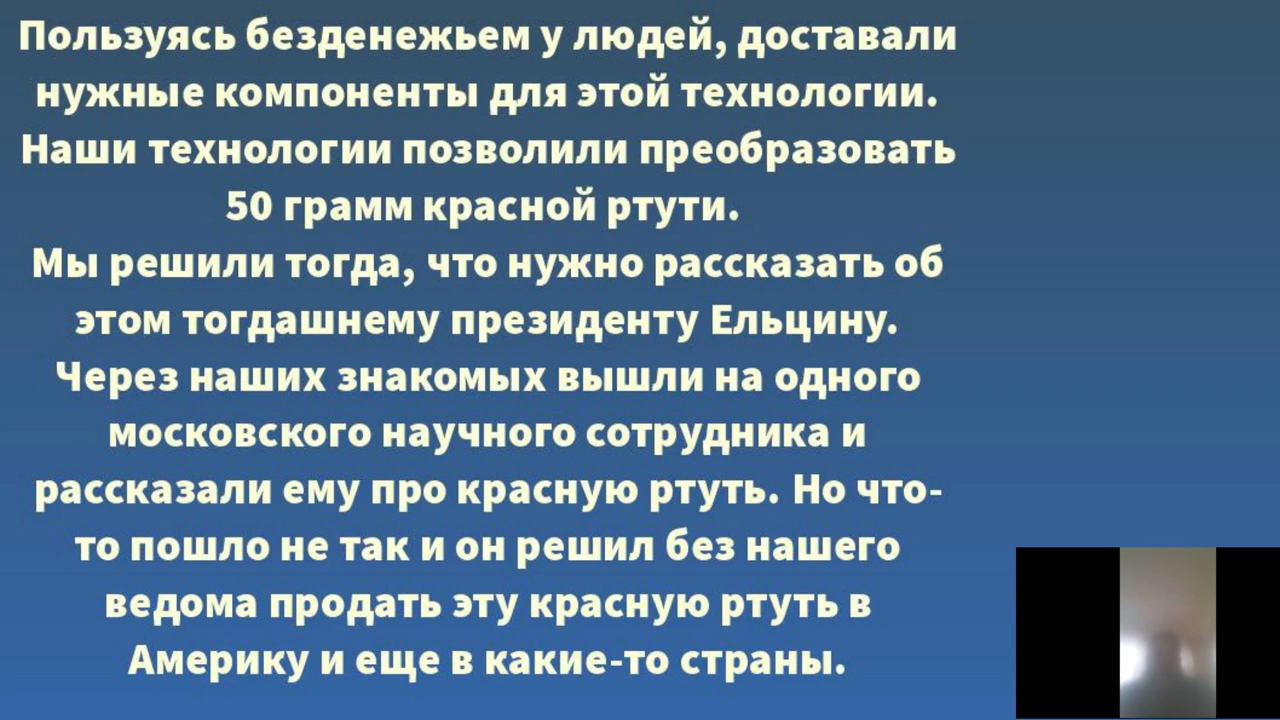 Пользуясь безденежьем у людей, доставали
нужные компоненты для этой технологии.
Наши технологии позволили преобразовать
50 грамм красной ртути.
Мы решили тогда, что нужно рассказать об
этом тогдашнему президенту Ельцину.
Через наших знакомых вышли на одного
московского научного сотрудника и
рассказали ему про красную ртуть. Но что-
то пошло не так и он решил без нашего
ведома продать эту красную ртуть в
Америку и еще в какие-то страны.